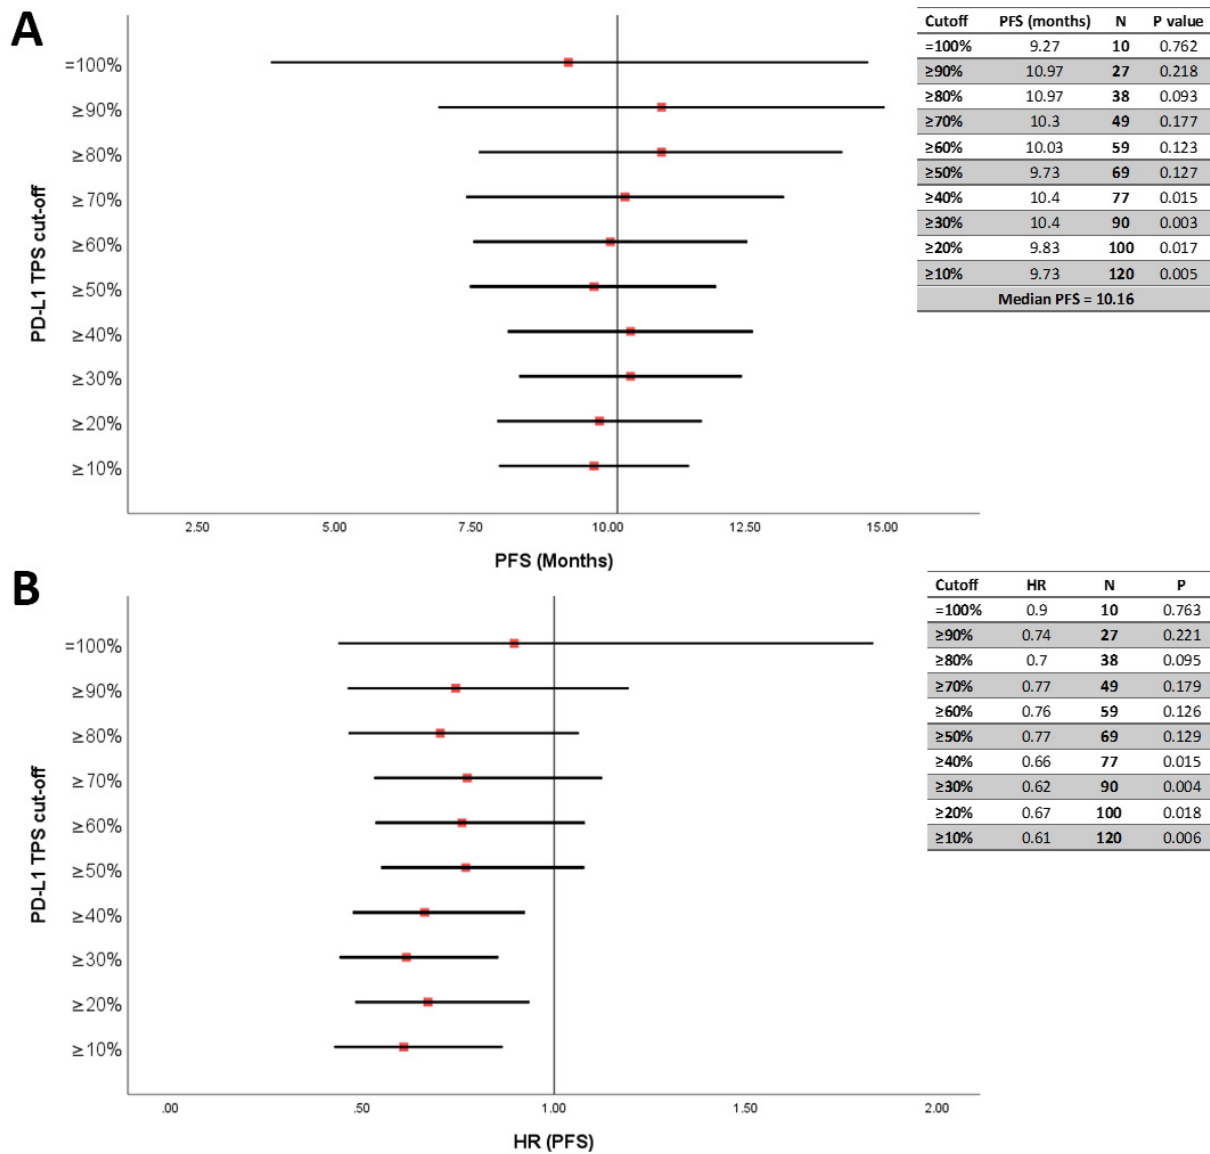 A
PD-L1 TPS cut-off
=100%
≥90%
≥80%
≥70%
≥60%
≥50%
≥40%
≥30%
≥20%
≥10%
2.50 5.00 7.50 10.00 12.50 15.00
PFS (Months)
Cutoff PFS (months) N P value
=100% 9.27 10 0.762
≥90% 10.97 27 0.218
≥80% 10.97 38 0.093
≥70% 10.3 49 0.177
≥60% 10.03 59 0.123
≥50% 9.73 69 0.127
≥40% 10.4 77 0.015
≥30% 10.4 90 0.003
≥20% 9.83 100 0.017
≥10% 9.73 120 0.005
Median PFS = 10.16
B
PD-L1 TPS cut-off
=100%
≥90%
≥80%
≥70%
≥60%
≥50%
≥40%
≥30%
≥20%
≥10%
.00 .50 1.00 1.50 2.00
HR (PFS)
Cutoff HR N P
=100% 0.9 10 0.763
≥90% 0.74 27 0.221
≥80% 0.7 38 0.095
≥70% 0.77 49 0.179
≥60% 0.76 59 0.126
≥50% 0.77 69 0.129
≥40% 0.66 77 0.015
≥30% 0.62 90 0.004
≥20% 0.67 100 0.018
≥10% 0.61 120 0.006